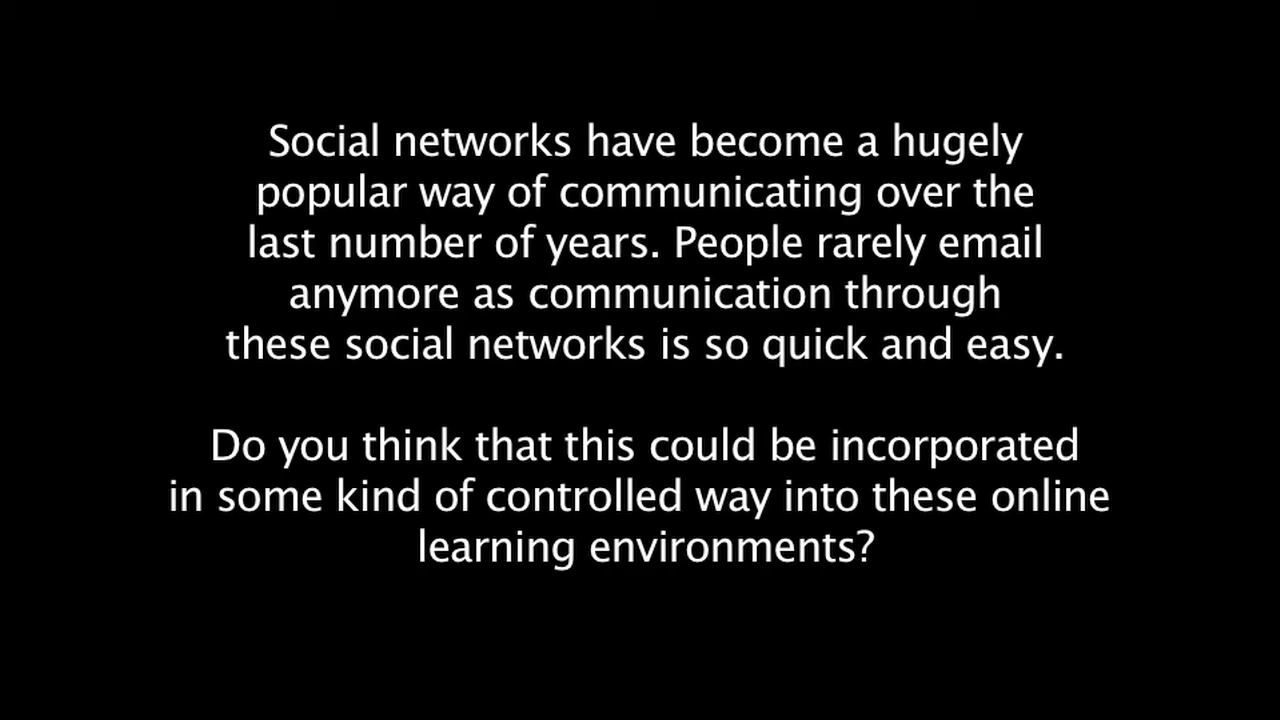 Social networks have become a hugely
popular way of communicating over the
last number of years. People rarely email
anymore as communication through
these social networks is so quick and easy.
Do you think that this could be incorporated
in some kind of controlled way into these online
learning environments?